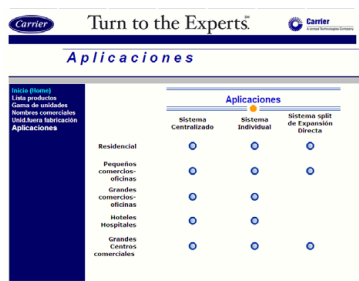 Carrier
Turn to the Experts.
Carrier
A United Technologies Company
Aplicaciones
Inicio (Home)
Lista productos
Gama de unidades
Nombres comerciales
Unid.fuera fabricación
Aplicaciones
Aplicaciones
Sistema
Centralizado
Sistema
Individual
Sistema split
de Expansión
Directa
Residencial
Pequeños
comercios-
oficinas
Grandes
comercios-
oficinas
Hoteles
Hospitales
Grandes
Centros
comerciales